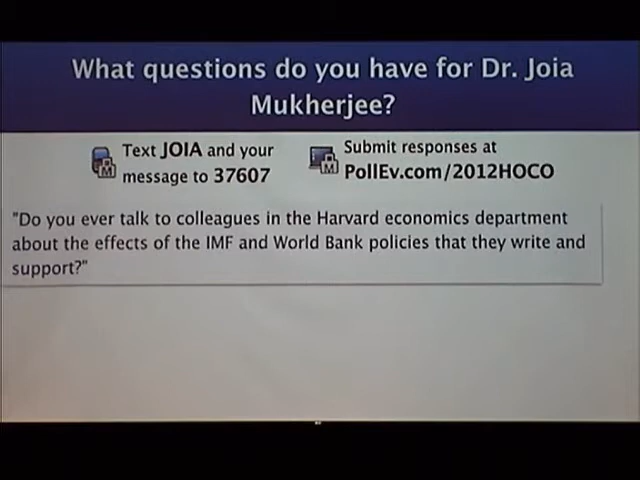 What questions do you have for Dr. Joia
Mukherjee?
Text JOIA and your
message to 37607
Submit responses at
PollEv.com/2012HOCO
"Do you ever talk to colleagues in the Harvard economics department
about the effects of the IMF and World Bank policies that they write and
support?"